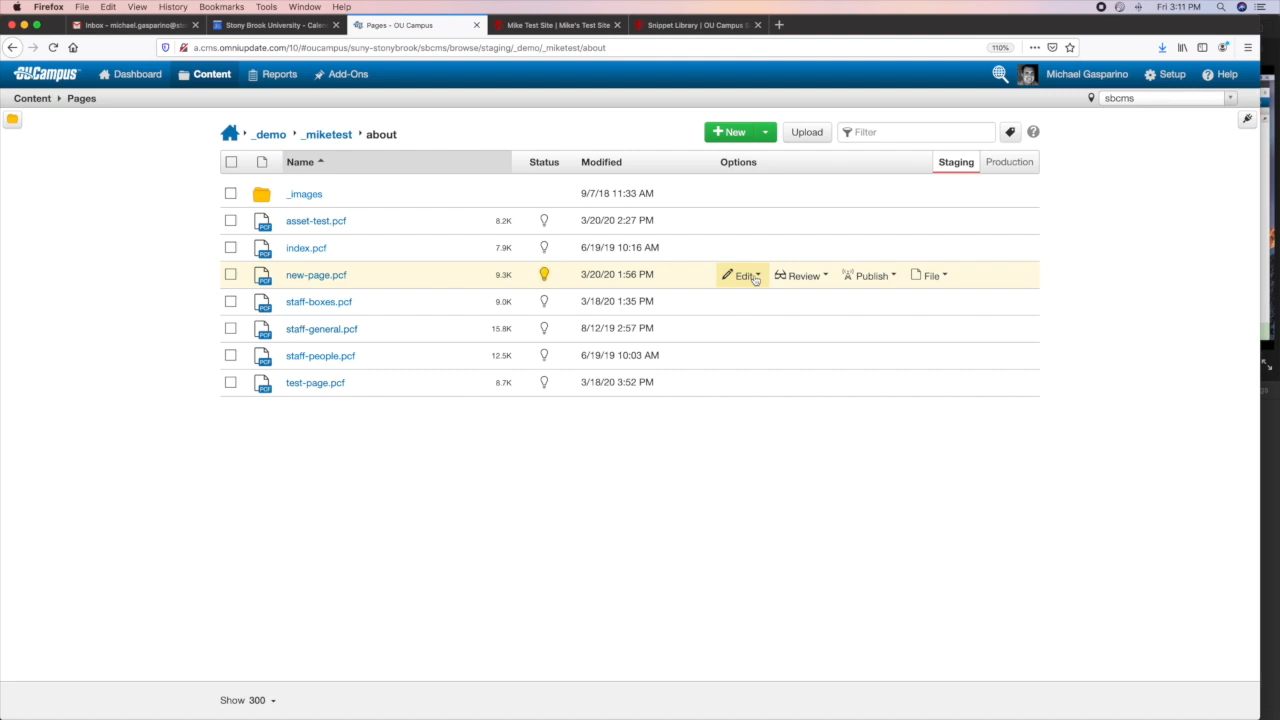 Firefox File Edit View History Bookmarks Tools Window Help Fri 3:11 PM
Inbox - michael.gasparino@st Stony Brook University - Calen Pages - OU Campus Mike Test Site | Mike's Test Site Snippet Library | OU Campus S
a.cms.omniupdate.com/10/#oucampus/suny-stonybrook/sbcms/browse/staging/_demo/_miketest/about 110%
OU Campus Dashboard Content Reports Add-Ons Michael Gasparino Setup Help
Content Pages sbcms
_demo _miketest about + New Upload Filter
Name Status Modified Options Staging Production
_images 9/7/18 11:33 AM
asset-test.pcf 8.2K 3/20/20 2:27 PM
index.pcf 7.9K 6/19/19 10:16 AM
new-page.pcf 9.3K 3/20/20 1:56 PM Edit Review Publish File
staff-boxes.pcf 9.0K 3/18/20 1:35 PM
staff-general.pcf 15.8K 8/12/19 2:57 PM
staff-people.pcf 12.5K 6/19/19 10:03 AM
test-page.pcf 8.7K 3/18/20 3:52 PM
Show 300